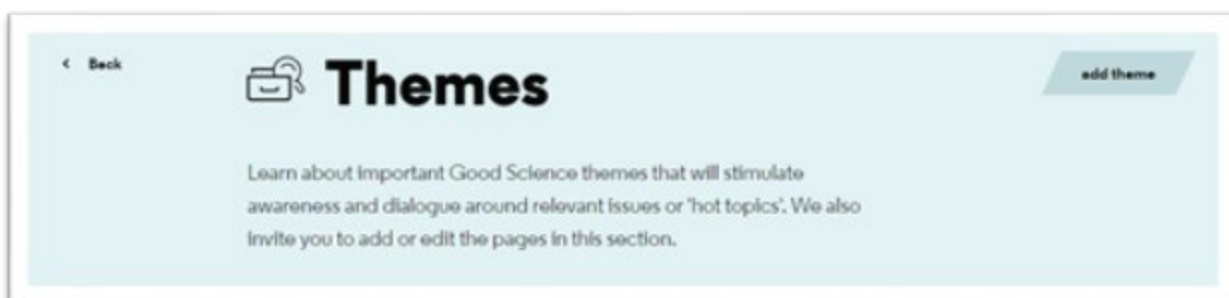 < Back
Themes
add theme
Learn about important Good Science themes that will stimulate
awareness and dialogue around relevant issues or 'hot topics'. We also
invite you to add or edit the pages in this section.